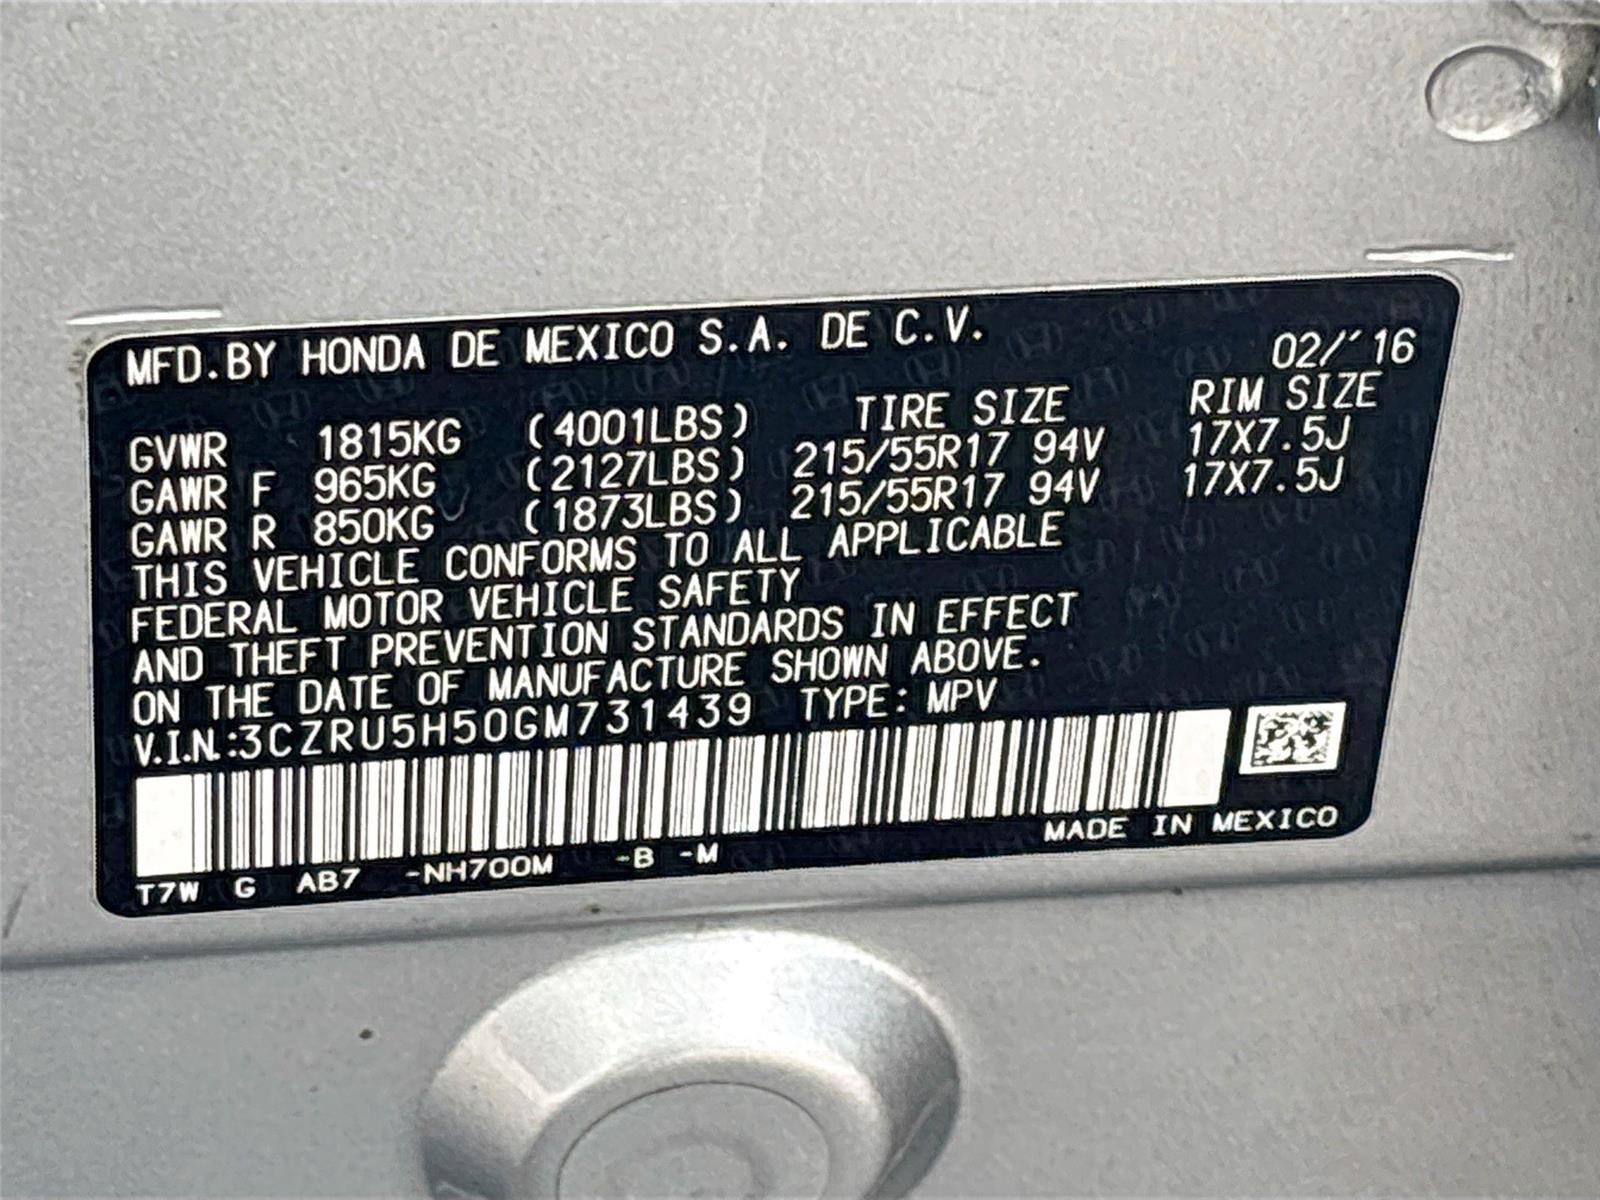 MFD.BY HONDA DE MEXICO S.A. DE C.V.
02/'16
TIRE SIZE RIM SIZE
GVWR 1815KG (4001LBS) 215/55R17 94V 17X7.5J
GAWR F 965KG (2127LBS) 215/55R17 94V 17X7.5J
GAWR R 850KG (1873LBS)
THIS VEHICLE CONFORMS TO ALL APPLICABLE
FEDERAL MOTOR VEHICLE SAFETY
AND THEFT PREVENTION STANDARDS IN EFFECT
ON THE DATE OF MANUFACTURE SHOWN ABOVE.
V.I.N.:3CZRU5H50GM731439 TYPE: MPV
MADE IN MEXICO
T7W G AB7 -NH700M -B -M